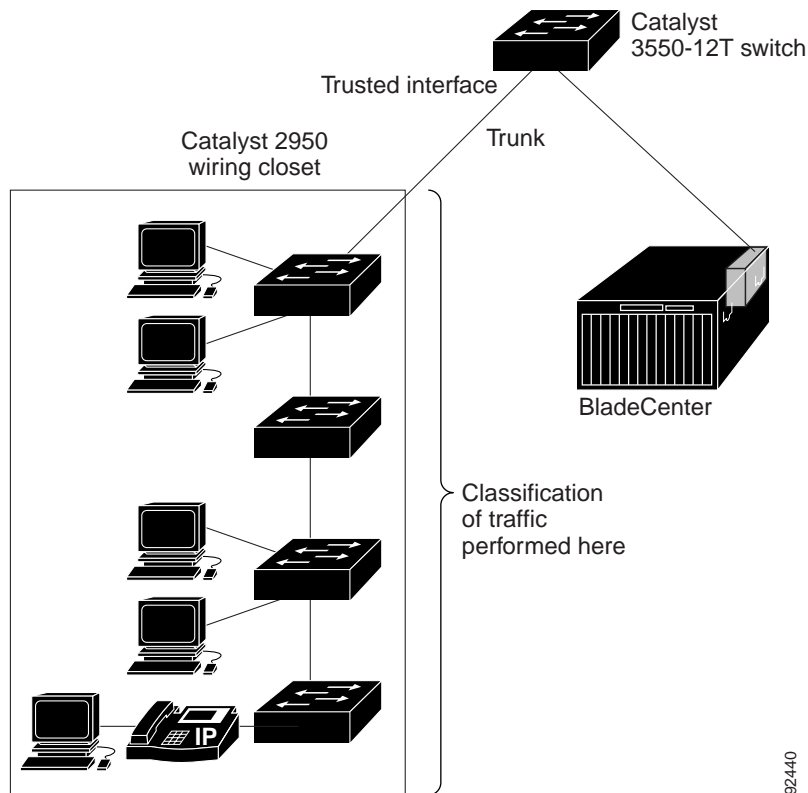 Catalyst
3550-12T switch
Trusted interface
Trunk
Catalyst 2950
wiring closet
BladeCenter
Classification
of traffic
performed here
IP
92440